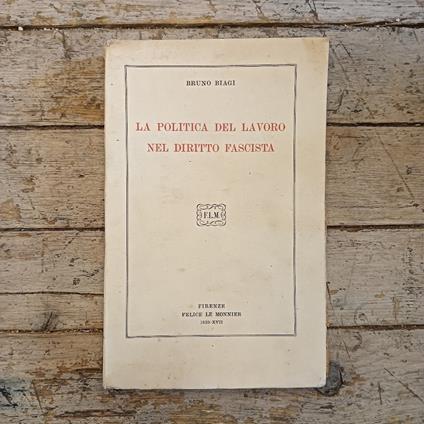 BRUNO BIAGI
LA POLITICA DEL LAVORO
NEL DIRITTO FASCISTA
F.L.M
FIRENZE
FELICE LE MONNIER
1939-XVII